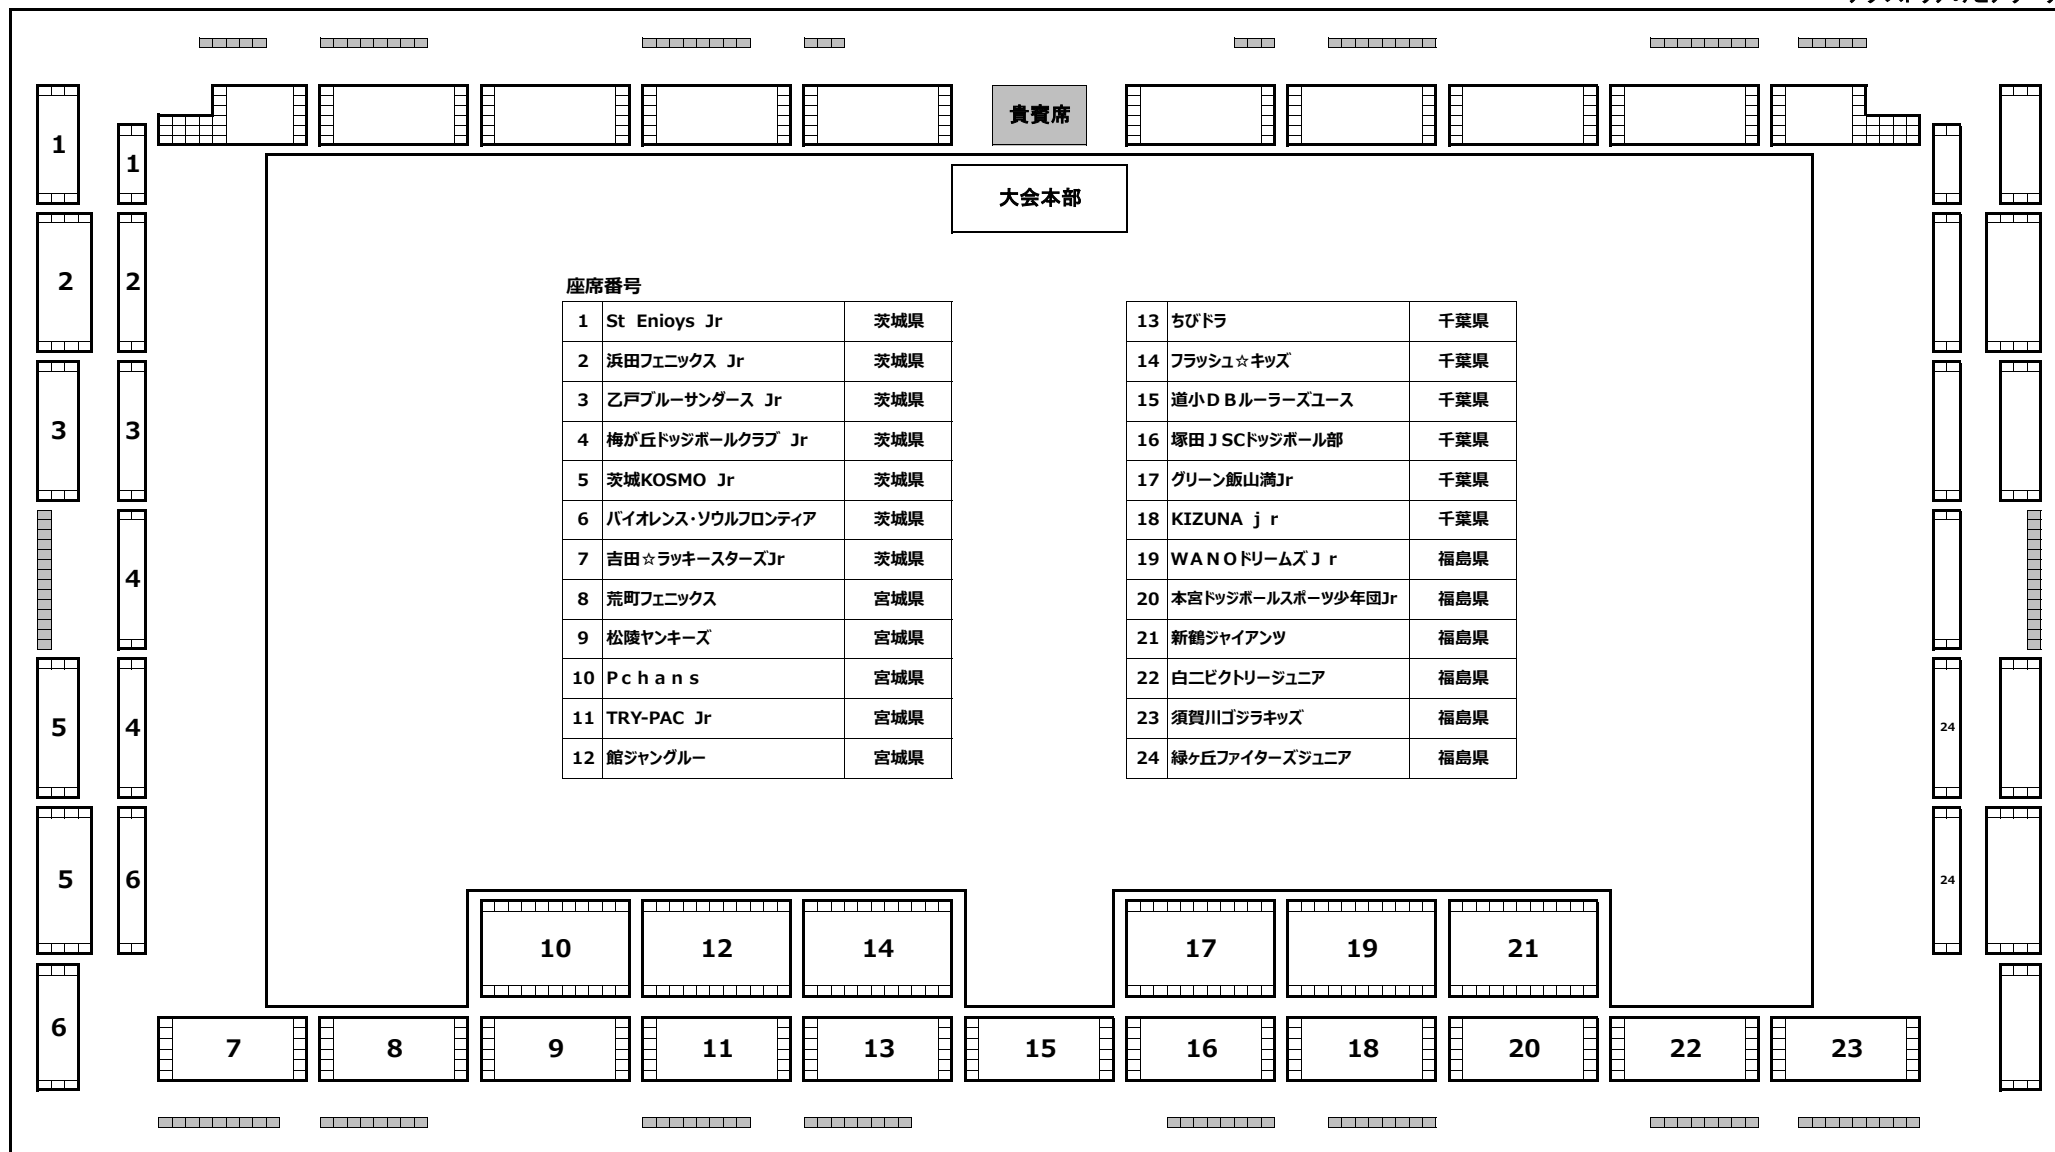 貴賓席
1
1
大会本部
2
2
座席番号
1 St Enioys Jr 茨城県
2 浜田フェニックス Jr 茨城県
3 乙戸ブルーサンダース Jr 茨城県
4 梅が丘ドッジボールクラブ Jr 茨城県
5 茨城KOSMO Jr 茨城県
6 バイオレンス・ソウルフロンティア 茨城県
7 吉田☆ラッキースターズJr 茨城県
8 荒町フェニックス 宮城県
9 松陵ヤンキーズ 宮城県
10 Pchans 宮城県
11 TRY-PAC Jr 宮城県
12 館ジャングルー 宮城県
13 ちびドラ 千葉県
14 フラッシュ☆キッズ 千葉県
15 道小DBルーラーズユース 千葉県
16 塚田JSCドッジボール部 千葉県
17 グリーン飯山満Jr 千葉県
18 KIZUNA jr 千葉県
19 WANOドリームズJr 福島県
20 本宮ドッジボールスポーツ少年団Jr 福島県
21 新鶴ジャイアンツ 福島県
22 白二ビクトリージュニア 福島県
23 須賀川ゴジラキッズ 福島県
24 緑ヶ丘ファイターズジュニア 福島県
3
3
4
5
4
24
5
6
24
10
12
14
17
19
21
6
7
8
9
11
13
15
16
18
20
22
23